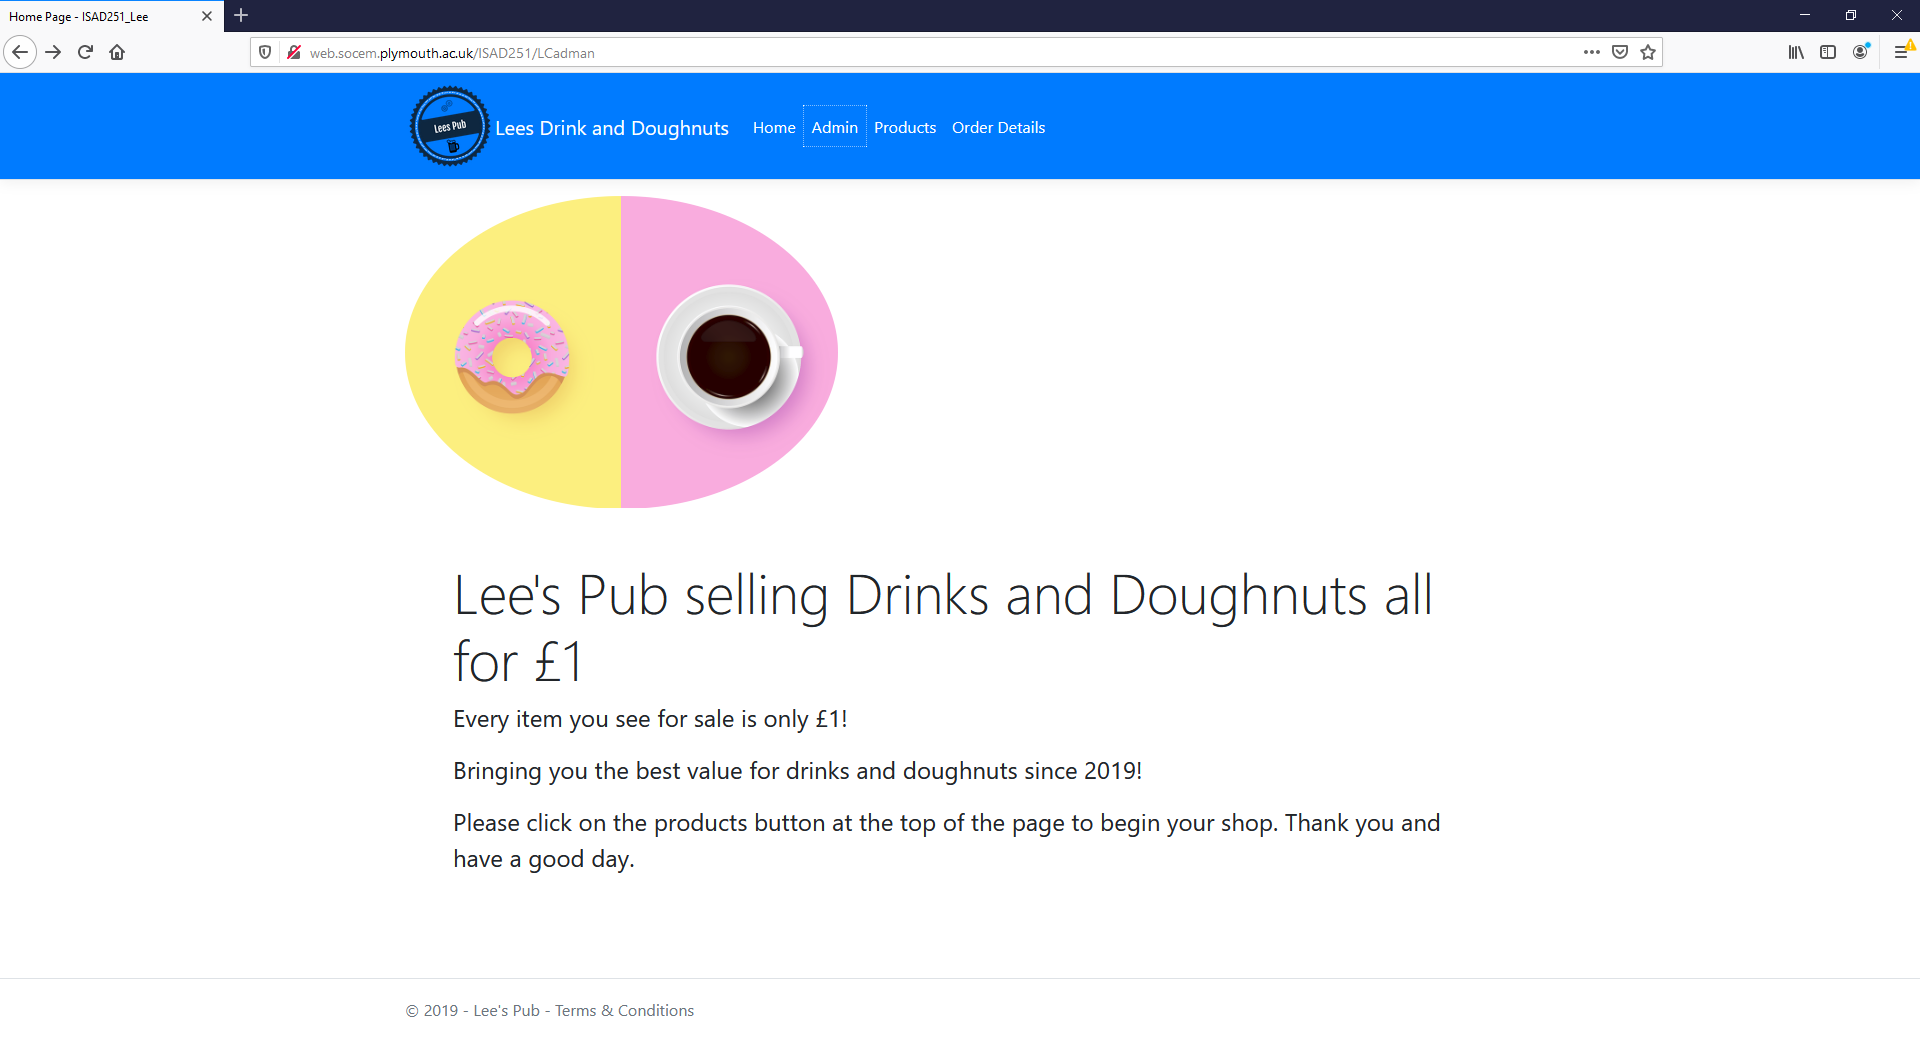 Home Page - ISAD251_Lee
web.socem.plymouth.ac.uk/ISAD251/LCadman
Lees Pub
Lees Drink and Doughnuts
Home
Admin
Products
Order Details
Lee's Pub selling Drinks and Doughnuts all
for £1
Every item you see for sale is only £1!
Bringing you the best value for drinks and doughnuts since 2019!
Please click on the products button at the top of the page to begin your shop. Thank you and
have a good day.
© 2019 - Lee's Pub - Terms & Conditions